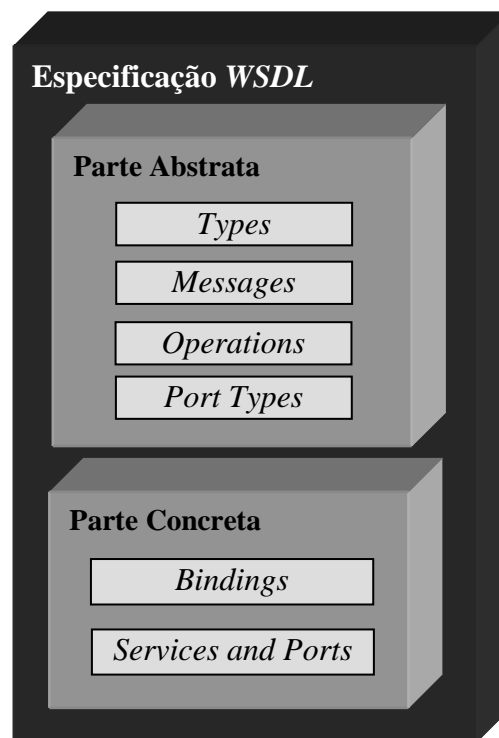 Especificação WSDL
Parte Abstrata
Types
Messages
Operations
Port Types
Parte Concreta
Bindings
Services and Ports